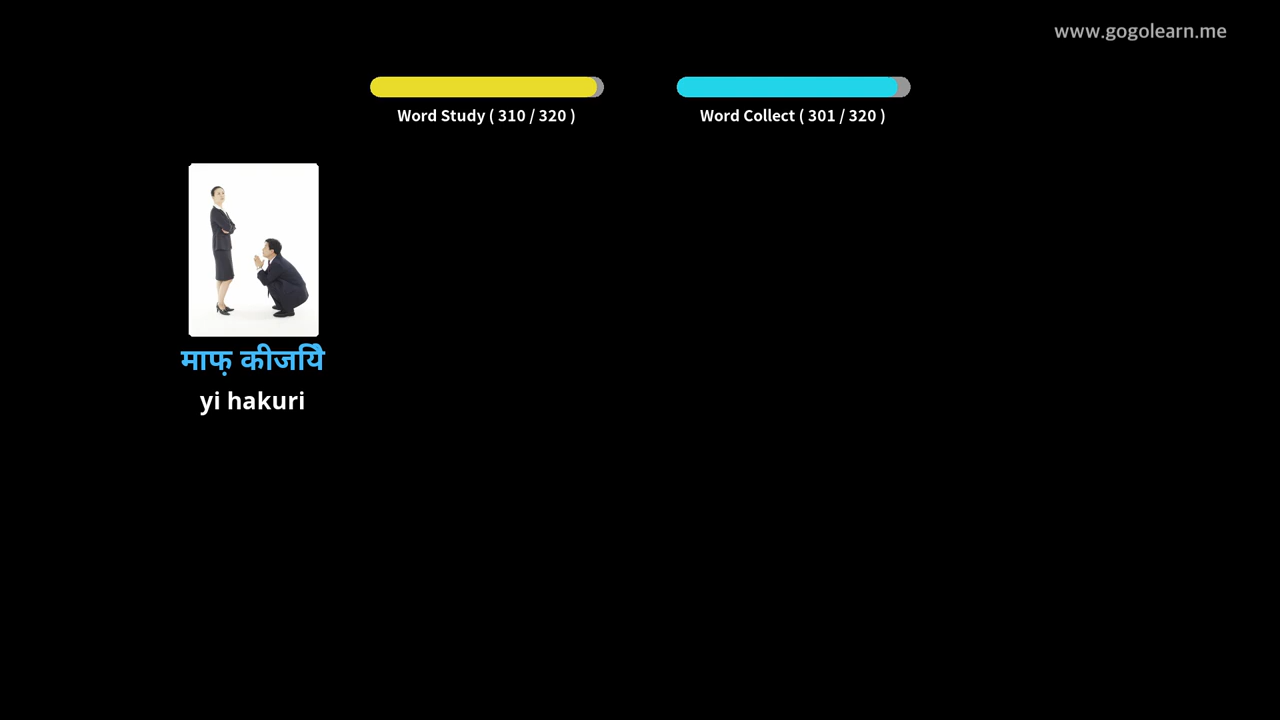 www.gogolearn.me
Word Study ( 310 / 320 )
Word Collect ( 301 / 320 )
माफ़ कीजिये
yi hakuri